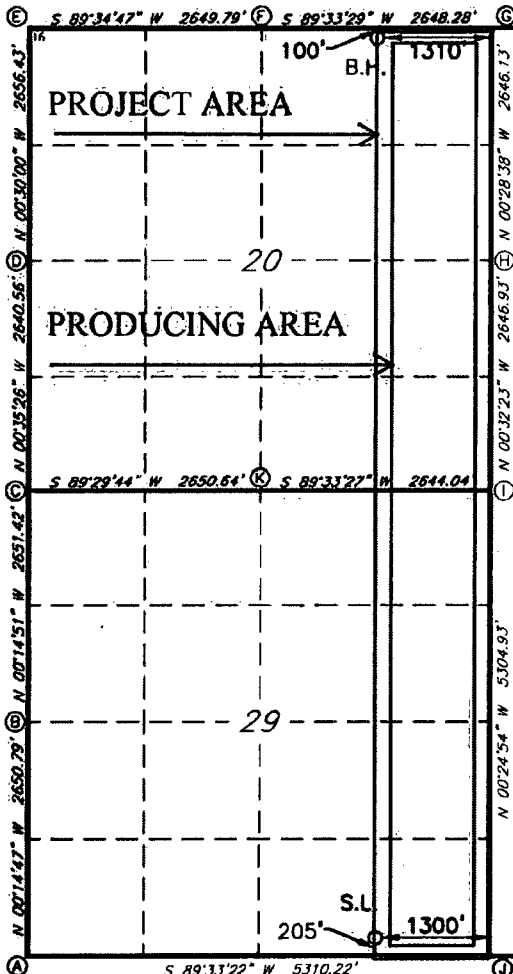 E S 89°34'47" W 2649.79' F S 89°33'29" W 2648.28' G
16
100'
1310'
B.H.
N 00°30'00" W 2656.43'
N 00°28'38" W 2646.13'
PROJECT AREA
D
20
H
PRODUCING AREA
N 00°35'26" W 2640.56'
N 00°32'23" W 2646.93'
C S 89°29'44" W 2650.64' K S 89°33'27" W 2644.04' I
N 00°14'51" W 2651.42'
B
29
N 00°24'54" W 5304.93'
N 00°14'47" W 2650.79'
S.L.
205'
1300'
A S 89°33'22" W 5310.22' J